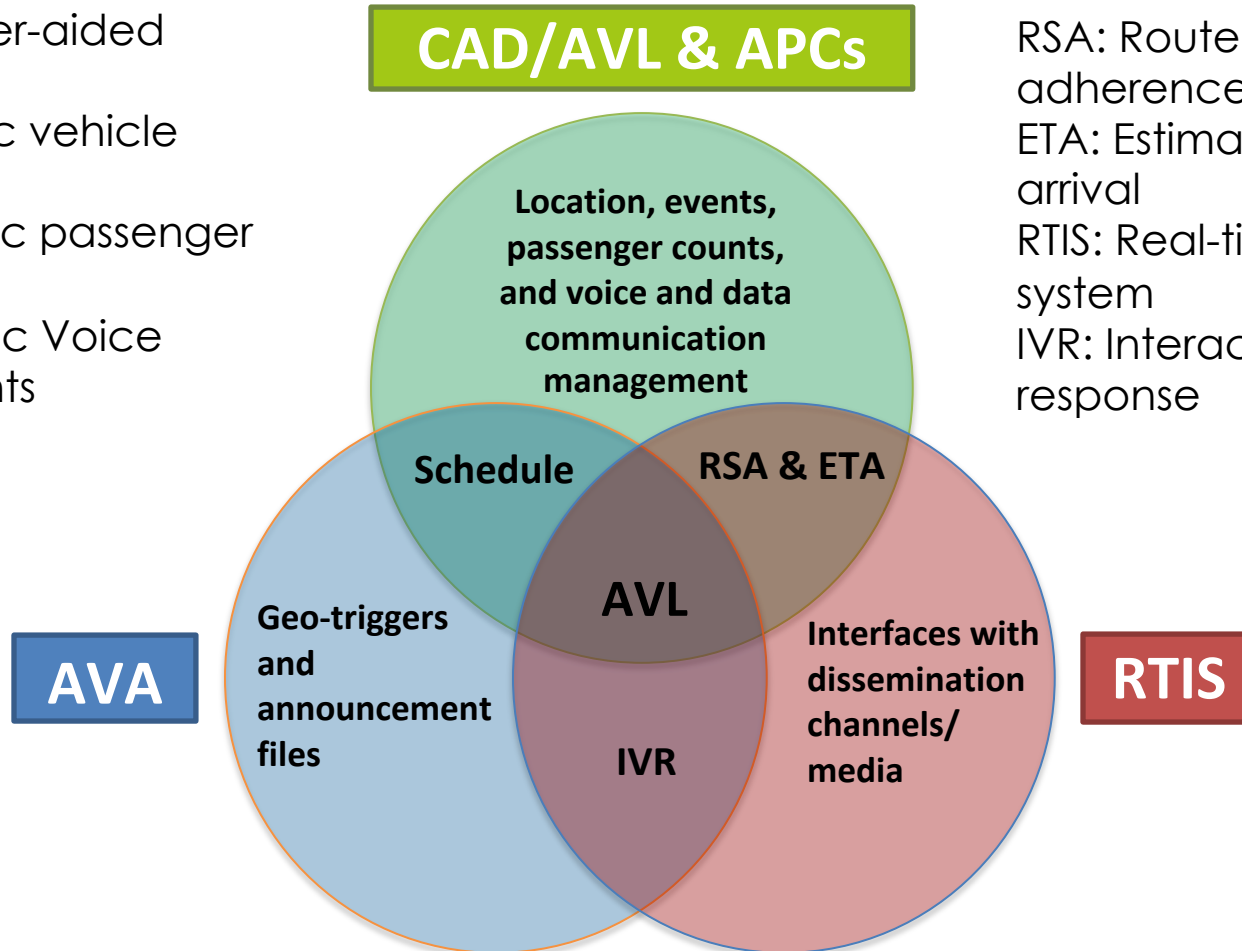 er-aided
c vehicle
c passenger
c Voice
nts
CAD/AVL & APCs
RSA: Route
adherence
ETA: Estima
arrival
RTIS: Real-ti
system
IVR: Interac
response
Location, events,
passenger counts,
and voice and data
communication
management
Schedule
RSA & ETA
AVL
Geo-triggers
and
announcement
files
IVR
Interfaces with
dissemination
channels/
media
AVA
RTIS